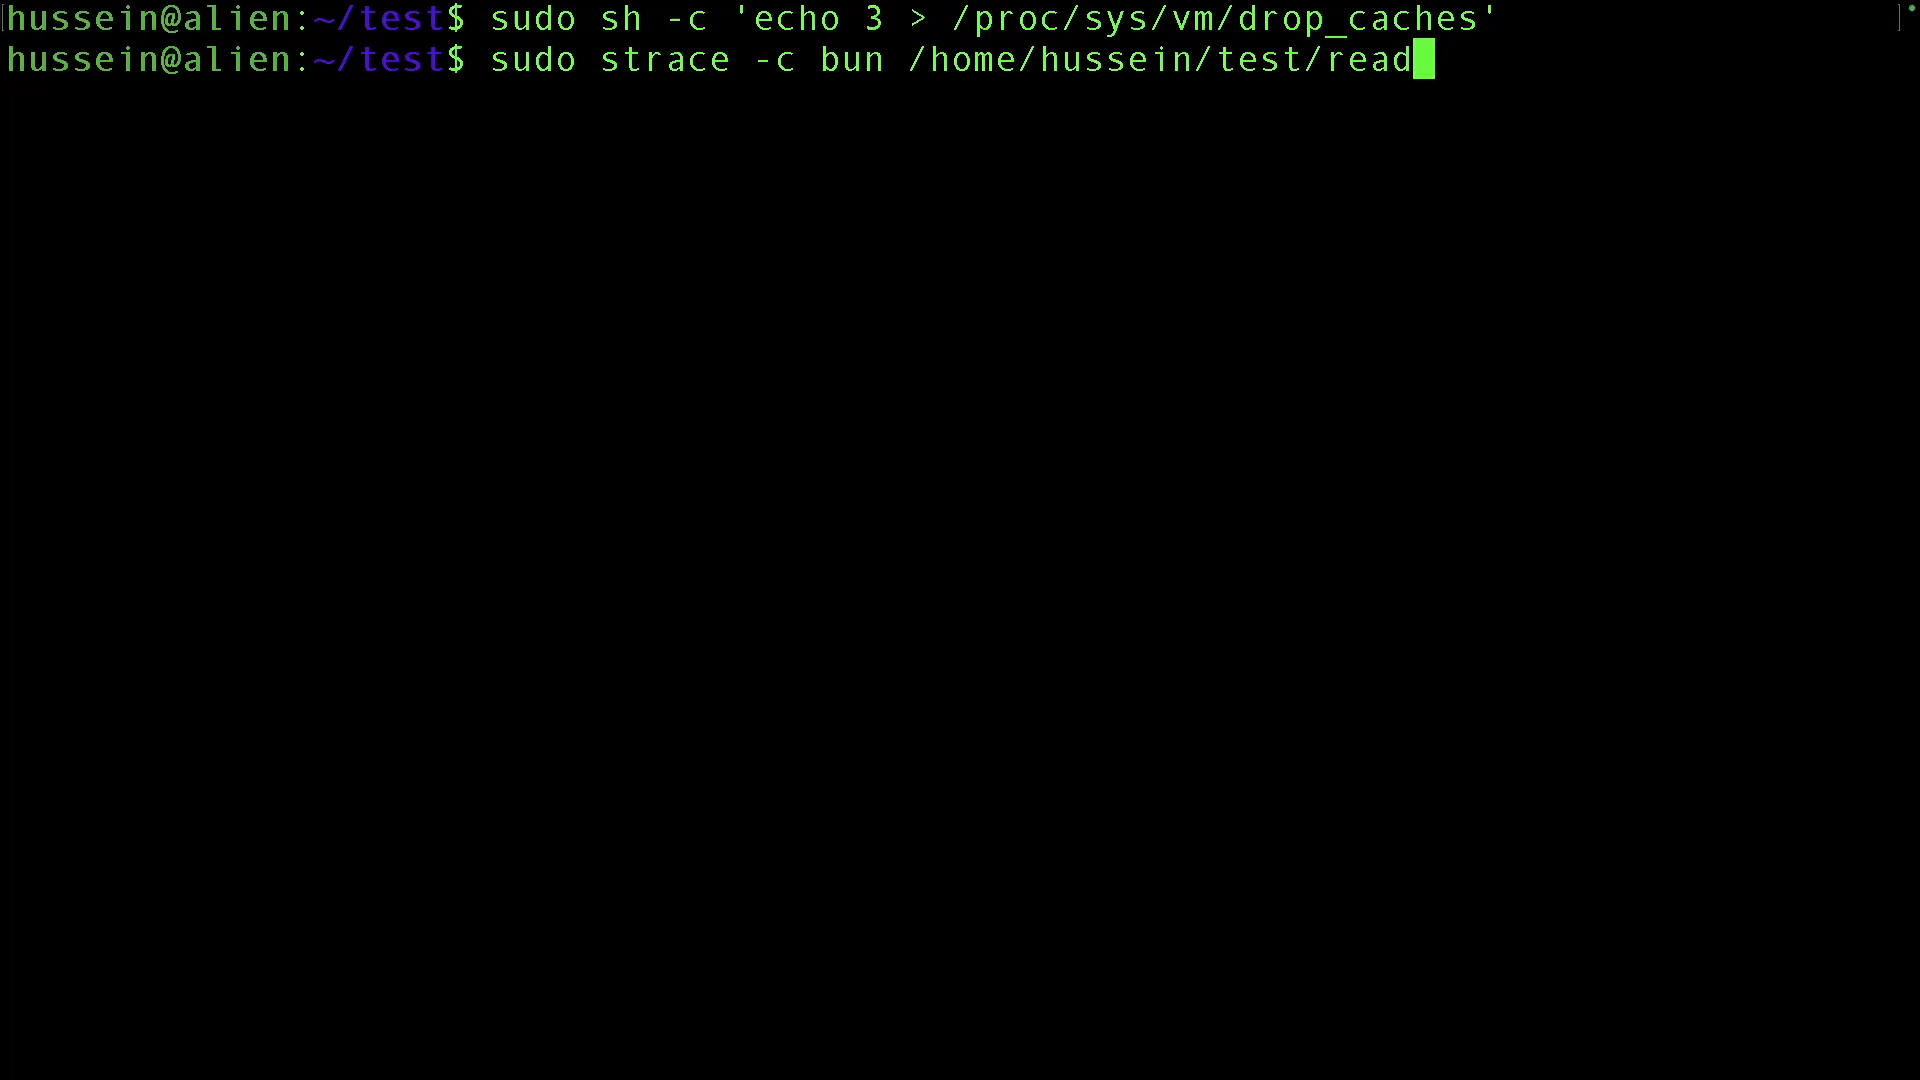 hussein@alien:~/test$ sudo sh -c 'echo 3 > /proc/sys/vm/drop_caches'
hussein@alien:~/test$ sudo strace -c bun /home/hussein/test/read